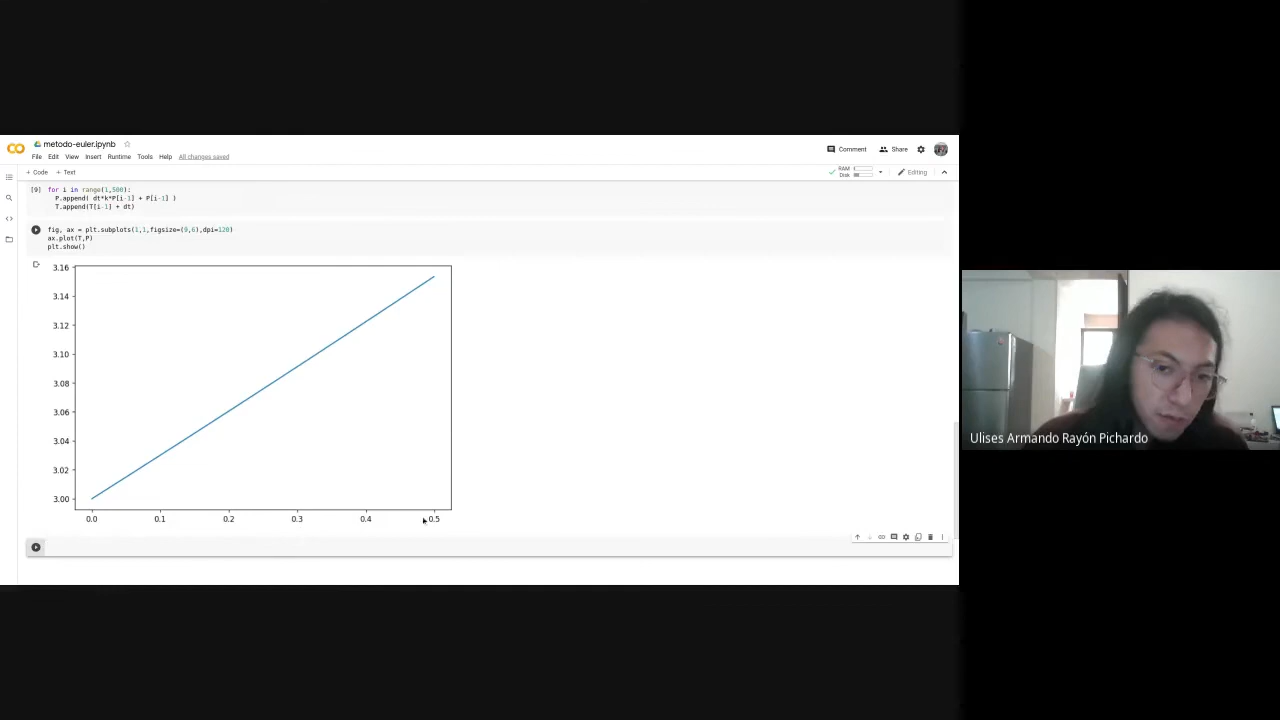 metodo-euler.ipynb
File Edit View Insert Runtime Tools Help All changes saved
Comment Share
+ Code + Text
RAM
Disk
Editing
[9] for i in range(1,500):
P.append( dt*k*P[i-1] + P[i-1] )
T.append(T[i-1] + dt)
fig, ax = plt.subplots(1,1,figsize=(9,6),dpi=120)
ax.plot(T,P)
plt.show()
3.16
3.14
3.12
3.10
3.08
3.06
3.04
3.02
3.00
0.0 0.1 0.2 0.3 0.4 0.5
Ulises Armando Rayón Pichardo